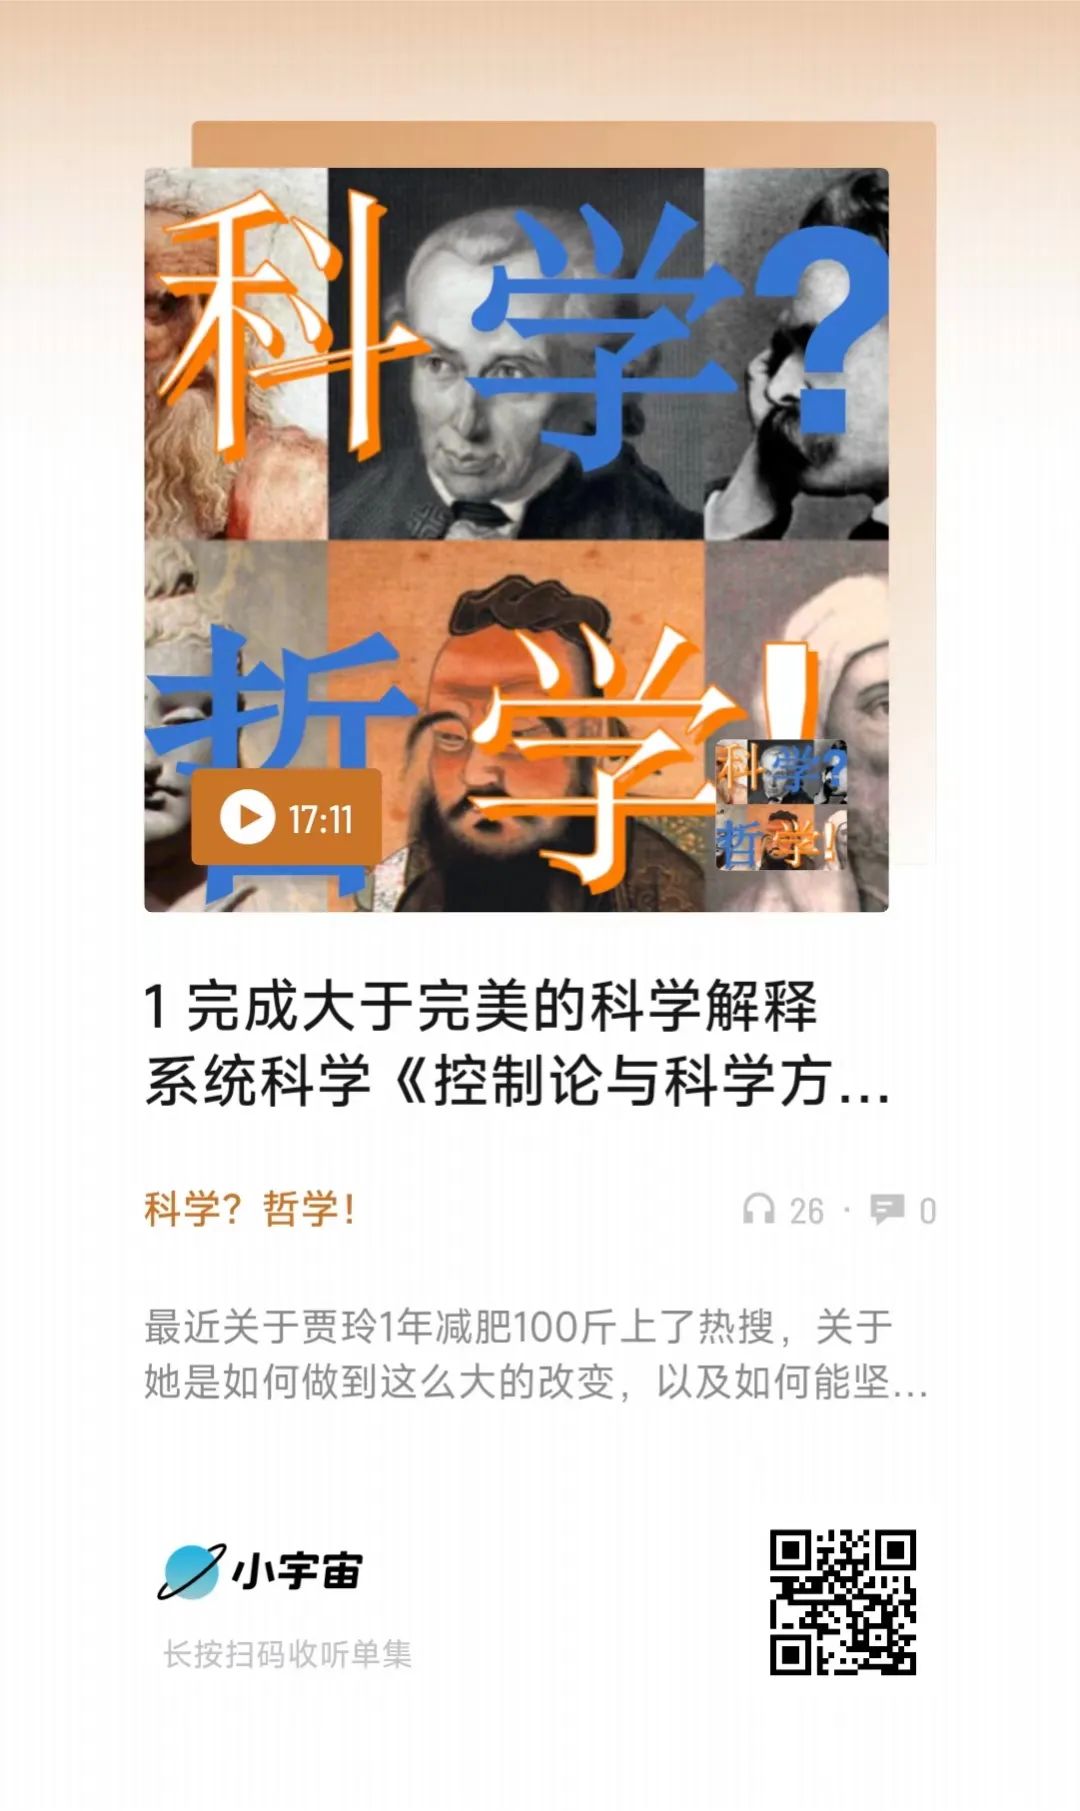 科学?
哲学!
17:11
科学?
哲学!
1 完成大于完美的科学解释
系统科学《控制论与科学方...
科学？哲学！
26 · 0
最近关于贾玲1年减肥100斤上了热搜，关于
她是如何做到这么大的改变，以及如何能坚...
小宇宙
长按扫码收听单集